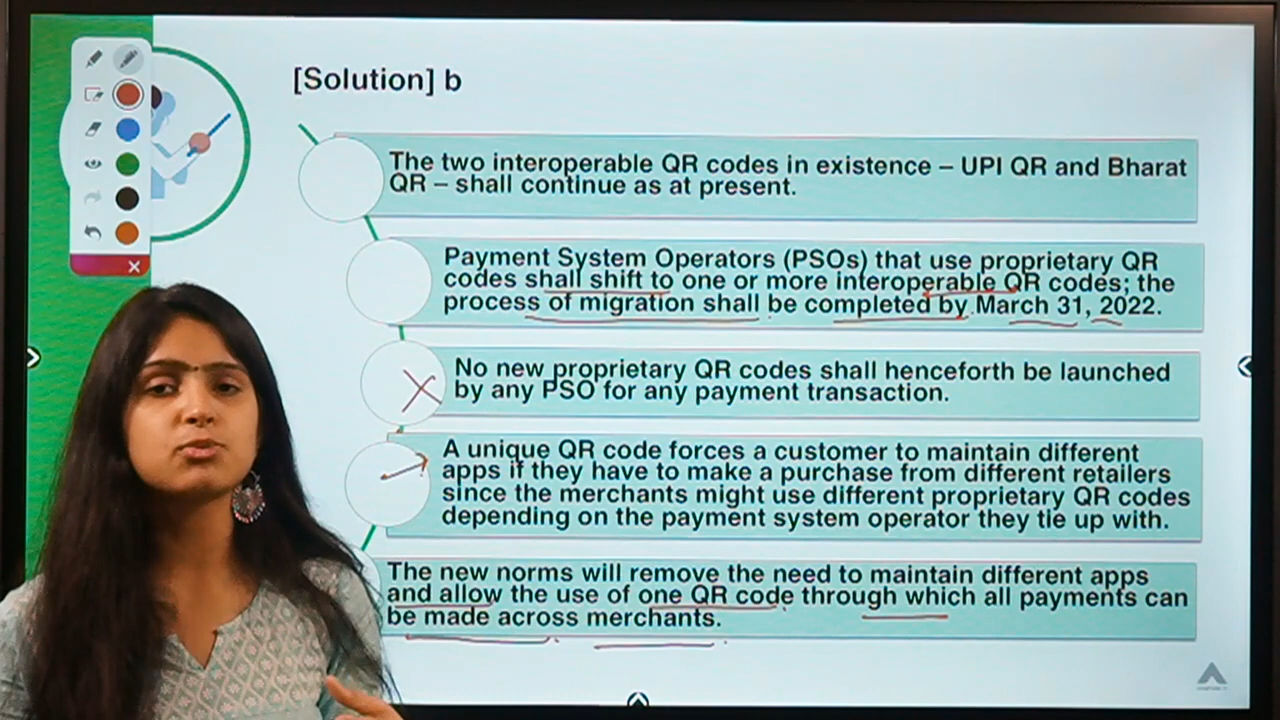 [Solution] b
The two interoperable QR codes in existence – UPI QR and Bharat
QR – shall continue as at present.
Payment System Operators (PSOs) that use proprietary QR
codes shall shift to one or more interoperable QR codes; the
process of migration shall be completed by March 31, 2022.
No new proprietary QR codes shall henceforth be launched
by any PSO for any payment transaction.
A unique QR code forces a customer to maintain different
apps if they have to make a purchase from different retailers
since the merchants might use different proprietary QR codes
depending on the payment system operator they tie up with.
The new norms will remove the need to maintain different apps
and allow the use of one QR code through which all payments can
be made across merchants.